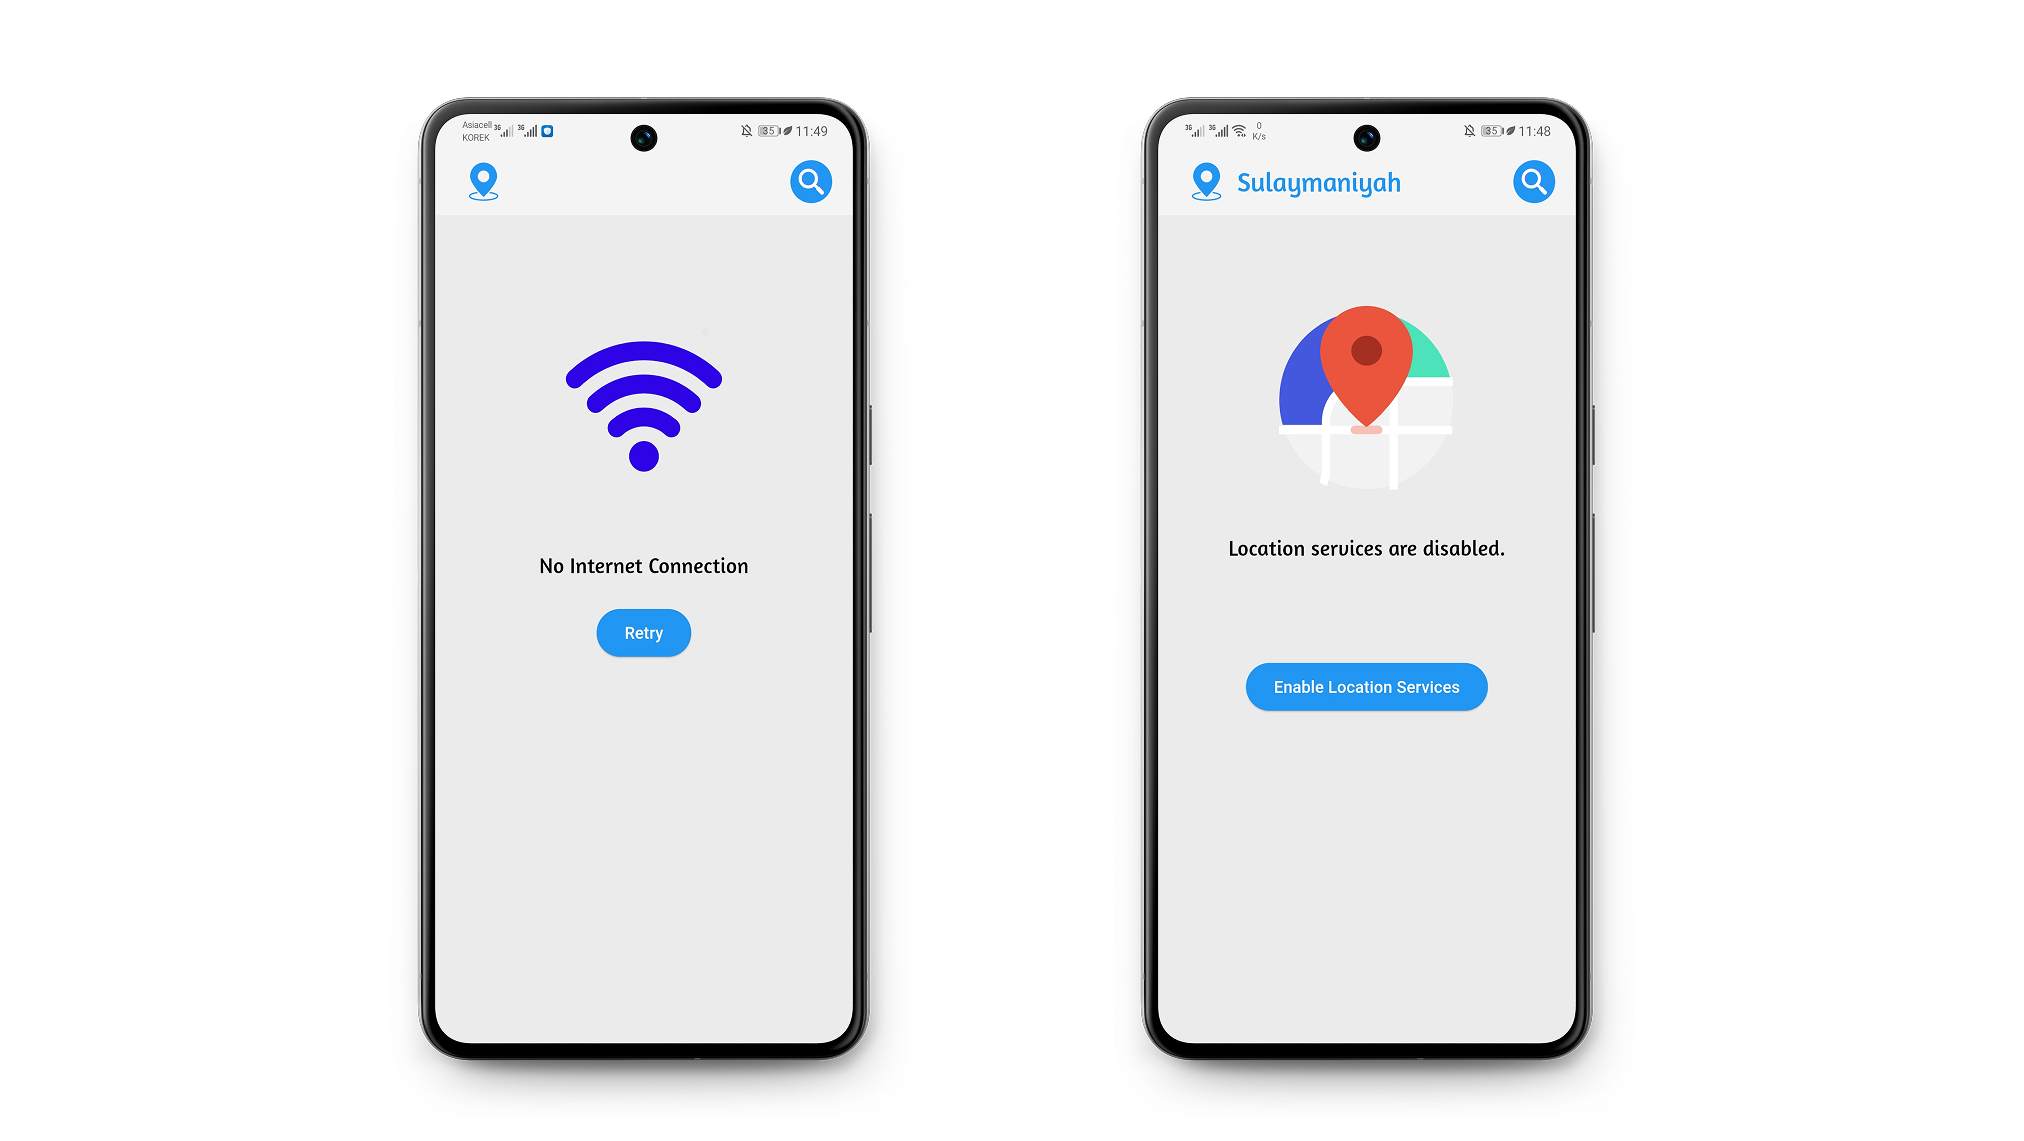 Asiacell
KOREK
3G 3G
35 11:49
No Internet Connection
Retry
3G 3G
0
K/s
35 11:48
Sulaymaniyah
Location services are disabled.
Enable Location Services